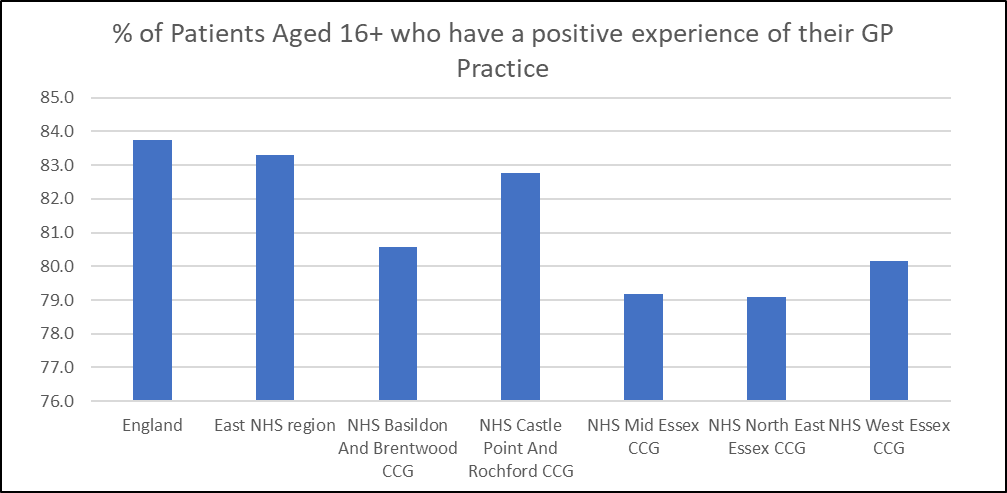 % of Patients Aged 16+ who have a positive experience of their GP
Practice
85.0
84.0
83.0
82.0
81.0
80.0
79.0
78.0
77.0
76.0
England
East NHS region
NHS Basildon
And Brentwood
CCG
NHS Castle
Point And
Rochford CCG
NHS Mid Essex
CCG
NHS North East
Essex CCG
NHS West Essex
CCG